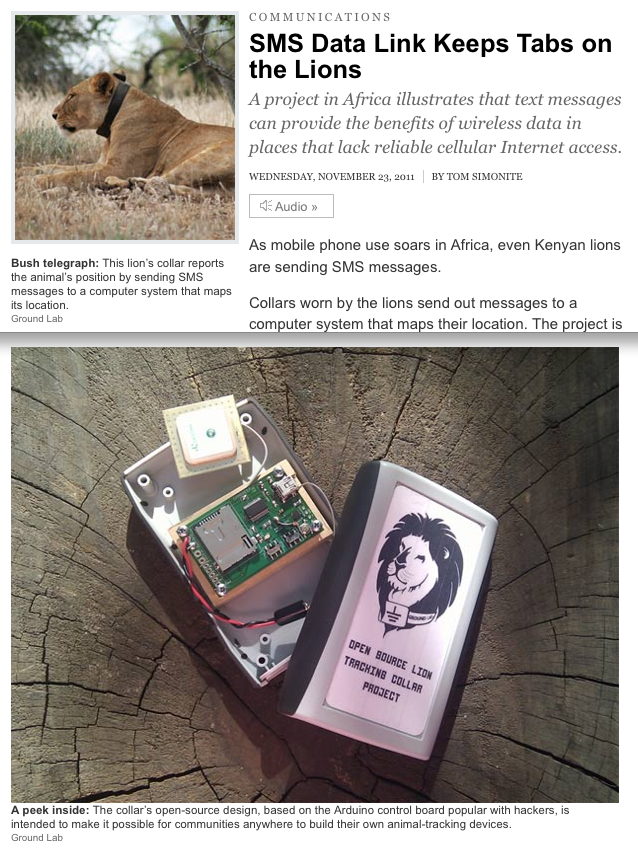 COMMUNICATIONS
SMS Data Link Keeps Tabs on
the Lions
A project in Africa illustrates that text messages
can provide the benefits of wireless data in
places that lack reliable cellular Internet access.
WEDNESDAY, NOVEMBER 23, 2011 | BY TOM SIMONITE
Audio »
Bush telegraph: This lion's collar reports
the animal's position by sending SMS
messages to a computer system that maps
its location.
Ground Lab
As mobile phone use soars in Africa, even Kenyan lions
are sending SMS messages.
Collars worn by the lions send out messages to a
computer system that maps their location. The project is
GROUND LAB
OPEN SOURCE LION
TRACKING COLLAR
PROJECT
A peek inside: The collar's open-source design, based on the Arduino control board popular with hackers, is
intended to make it possible for communities anywhere to build their own animal-tracking devices.
Ground Lab